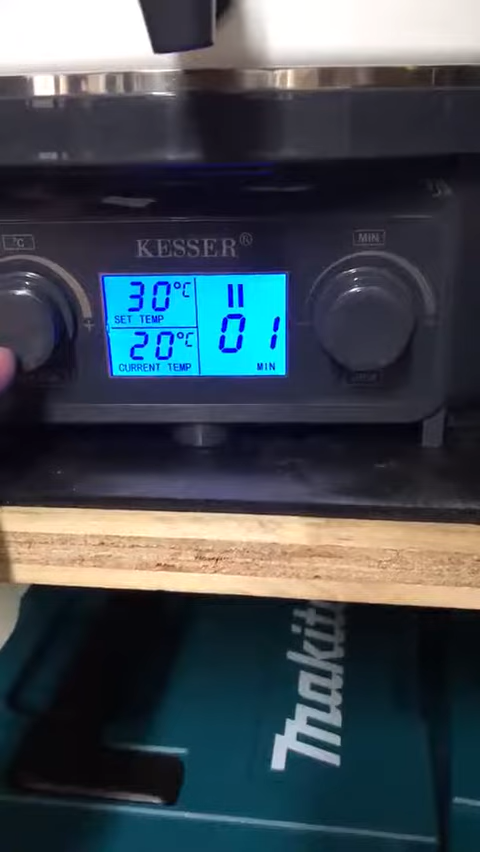 °C
KESSER®
MIN
30°C
SET TEMP
20°C
CURRENT TEMP
01
MIN
+
makita